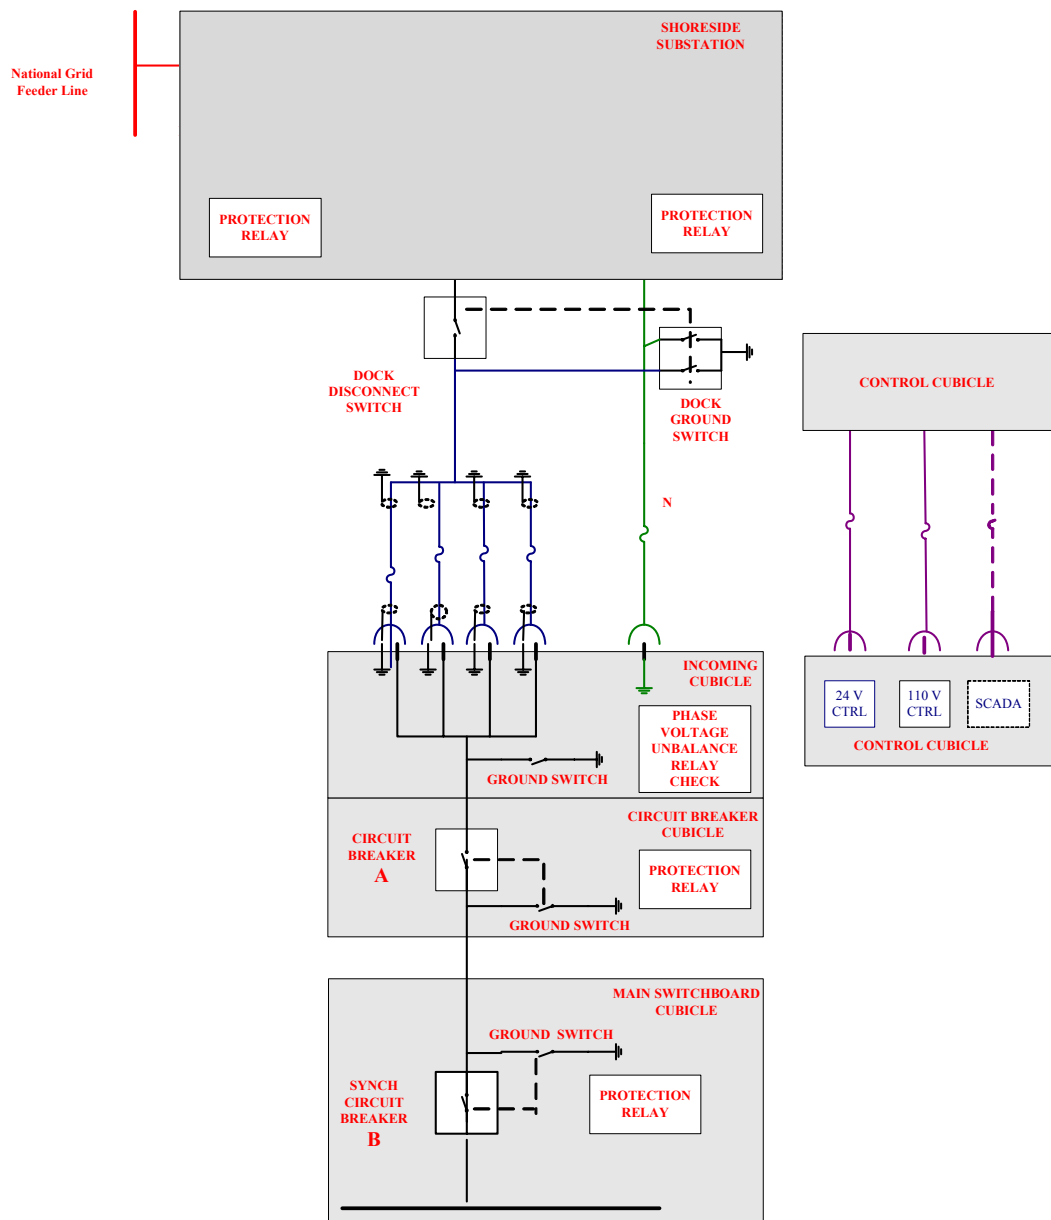 SHORESIDE
SUBSTATION
National Grid
Feeder Line
PROTECTION
RELAY
PROTECTION
RELAY
DOCK
DISCONNECT
SWITCH
DOCK
GROUND
SWITCH
CONTROL CUBICLE
N
INCOMING
CUBICLE
24 V
CTRL
110 V
CTRL
SCADA
CONTROL CUBICLE
PHASE
VOLTAGE
UNBALANCE
RELAY
CHECK
GROUND SWITCH
CIRCUIT BREAKER
CUBICLE
CIRCUIT
BREAKER
A
PROTECTION
RELAY
GROUND SWITCH
MAIN SWITCHBOARD
CUBICLE
GROUND SWITCH
SYNCH
CIRCUIT
BREAKER
B
PROTECTION
RELAY